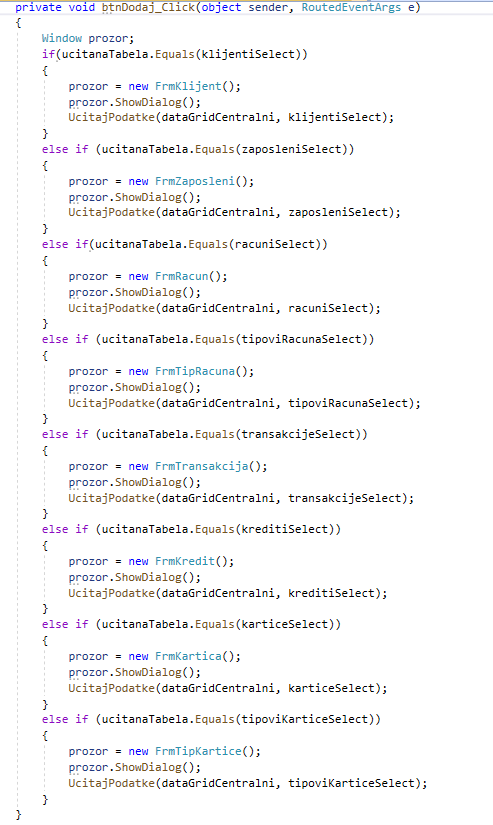 private void btnDodaj_Click(object sender, RoutedEventArgs e)
{
    Window prozor;
    if(ucitanaTabela.Equals(klijentiSelect))
    {
        prozor = new FrmKlijent();
        prozor.ShowDialog();
        UcitajPodatke(dataGridCentralni, klijentiSelect);
    }
    else if (ucitanaTabela.Equals(zaposleniSelect))
    {
        prozor = new FrmZaposleni();
        prozor.ShowDialog();
        UcitajPodatke(dataGridCentralni, zaposleniSelect);
    }
    else if(ucitanaTabela.Equals(racuniSelect))
    {
        prozor = new FrmRacun();
        prozor.ShowDialog();
        UcitajPodatke(dataGridCentralni, racuniSelect);
    }
    else if (ucitanaTabela.Equals(tipoviRacunaSelect))
    {
        prozor = new FrmTipRacuna();
        prozor.ShowDialog();
        UcitajPodatke(dataGridCentralni, tipoviRacunaSelect);
    }
    else if (ucitanaTabela.Equals(transakcijeSelect))
    {
        prozor = new FrmTransakcija();
        prozor.ShowDialog();
        UcitajPodatke(dataGridCentralni, transakcijeSelect);
    }
    else if (ucitanaTabela.Equals(kreditiSelect))
    {
        prozor = new FrmKredit();
        prozor.ShowDialog();
        UcitajPodatke(dataGridCentralni, kreditiSelect);
    }
    else if (ucitanaTabela.Equals(karticeSelect))
    {
        prozor = new FrmKartica();
        prozor.ShowDialog();
        UcitajPodatke(dataGridCentralni, karticeSelect);
    }
    else if (ucitanaTabela.Equals(tipoviKarticeSelect))
    {
        prozor = new FrmTipKartice();
        prozor.ShowDialog();
        UcitajPodatke(dataGridCentralni, tipoviKarticeSelect);
    }
}